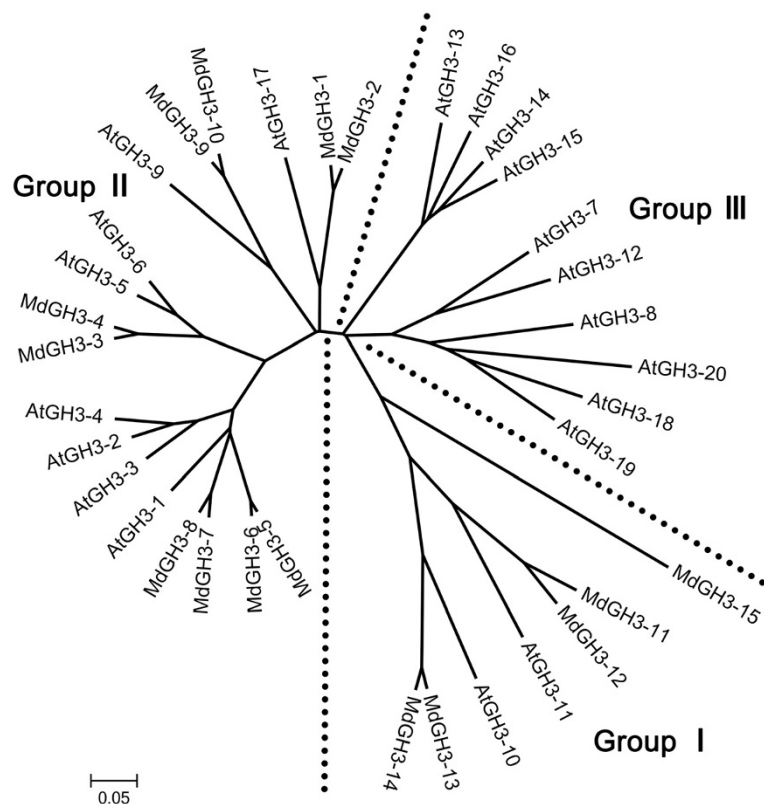 Group Ⅱ
MdGH3-10
MdGH3-9
AtGH3-9
AtGH3-17
MdGH3-1
MdGH3-2
AtGH3-13
AtGH3-16
AtGH3-14
AtGH3-15
Group Ⅲ
AtGH3-7
AtGH3-12
AtGH3-8
AtGH3-20
AtGH3-18
AtGH3-19
AtGH3-6
AtGH3-5
MdGH3-4
MdGH3-3
AtGH3-4
AtGH3-2
AtGH3-3
AtGH3-1
MdGH3-8
MdGH3-7
MdGH3-6
MdGH3-5
MdGH3-15
MdGH3-11
MdGH3-12
AtGH3-11
AtGH3-10
MdGH3-13
MdGH3-14
Group Ⅰ
0.05